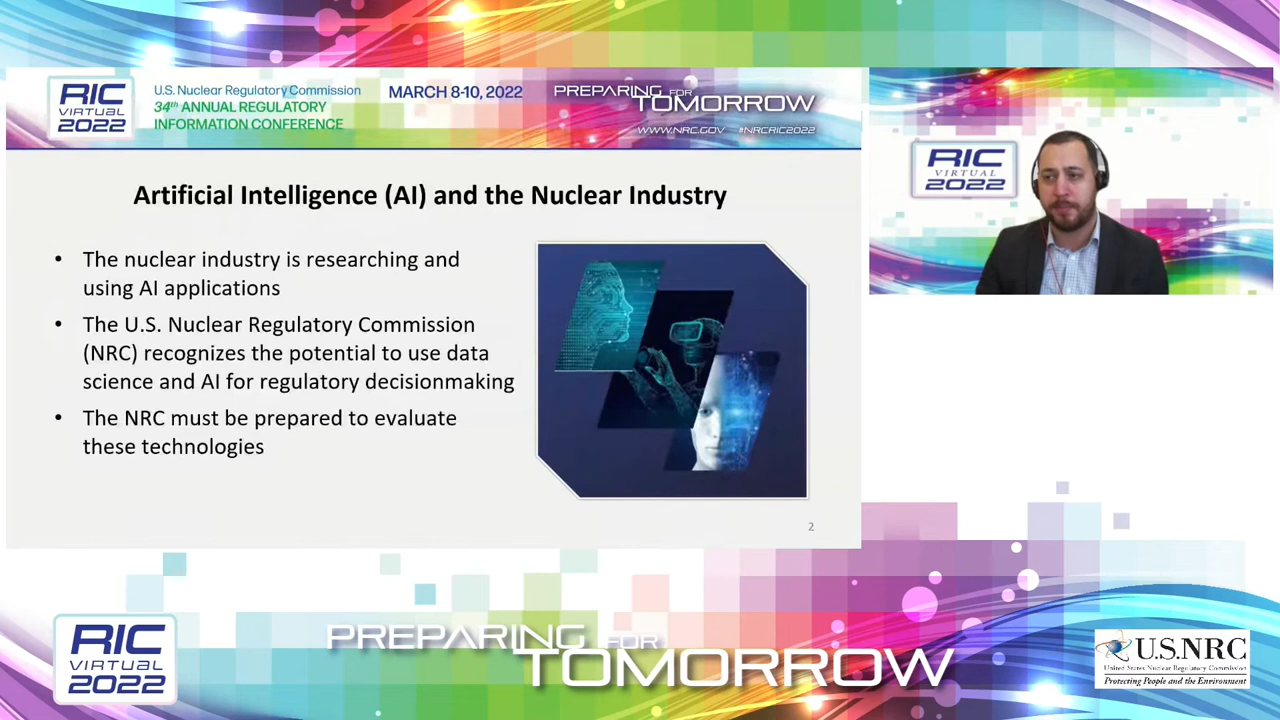 RIC
VIRTUAL
2022
U.S. Nuclear Regulatory Commission
34th ANNUAL REGULATORY
INFORMATION CONFERENCE
MARCH 8-10, 2022
PREPARING FOR
TOMORROW
WWW.NRC.GOV #NRCRIC2022
Artificial Intelligence (AI) and the Nuclear Industry
• The nuclear industry is researching and
using AI applications
• The U.S. Nuclear Regulatory Commission
(NRC) recognizes the potential to use data
science and AI for regulatory decisionmaking
• The NRC must be prepared to evaluate
these technologies
2
RIC
VIRTUAL
2022
RIC
VIRTUAL
2022
PREPARING FOR
TOMORROW
U.S.NRC
United States Nuclear Regulatory Commission
Protecting People and the Environment